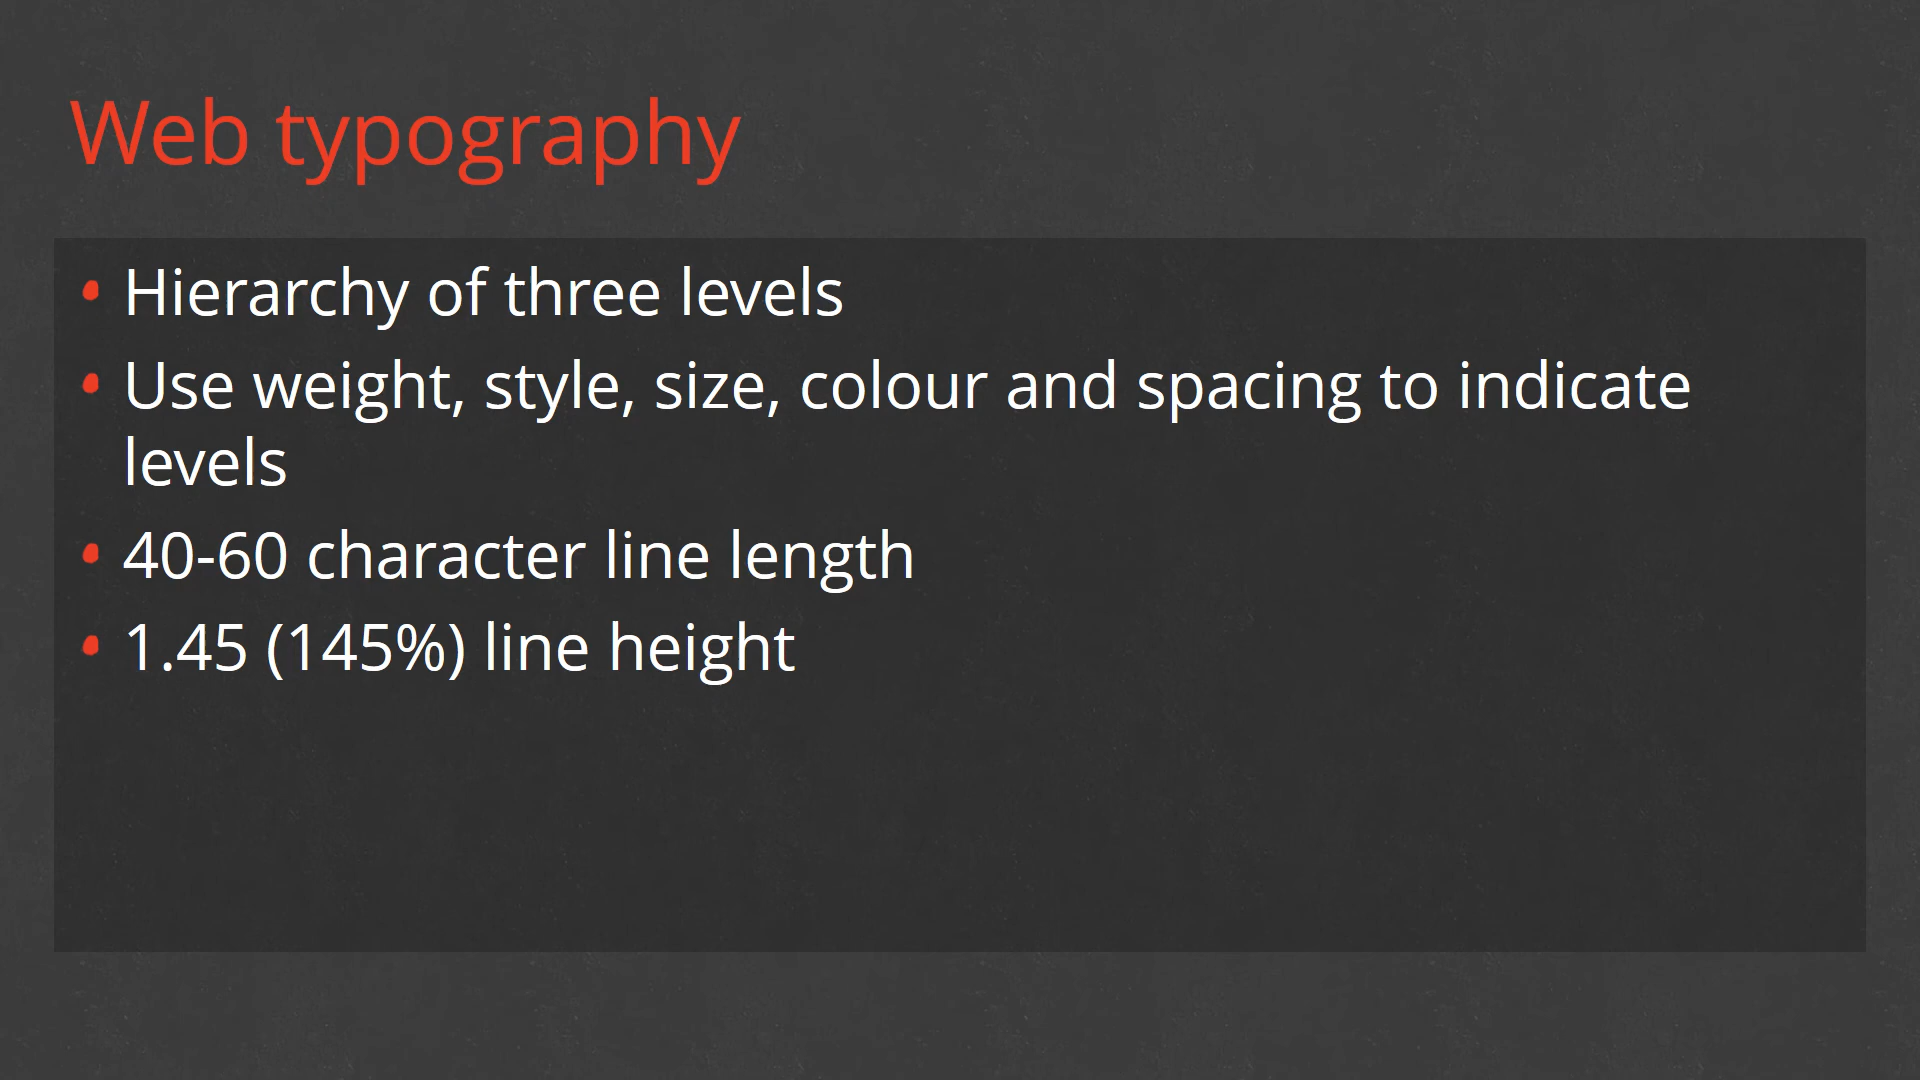 Web typography
• Hierarchy of three levels
• Use weight, style, size, colour and spacing to indicate
levels
• 40-60 character line length
• 1.45 (145%) line height